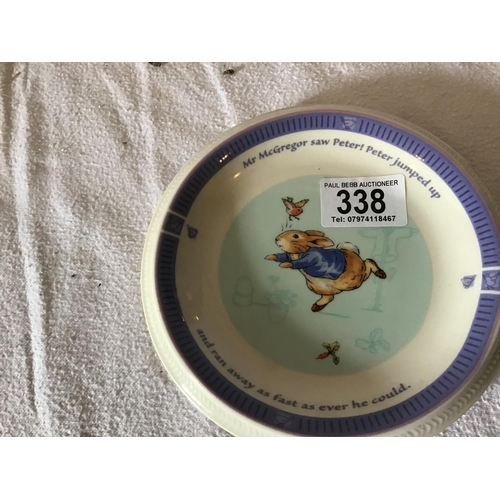 Mr McGregor saw Peter! Peter jumped up
PAUL BEBB AUCTIONEER
338
Tel: 07974118467
and ran away as fast as ever he could.